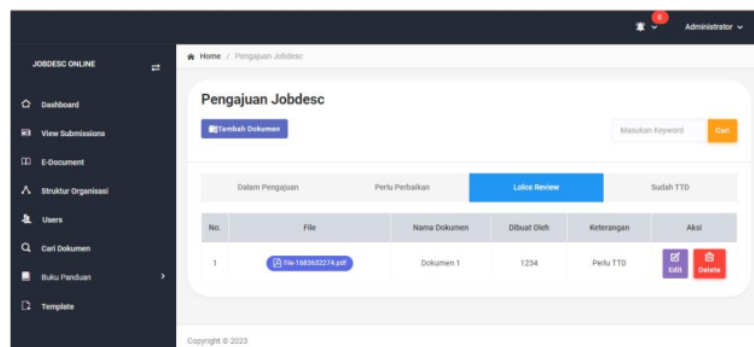 0
Administrator
JOBDESC ONLINE
Home / Pengajuan Jobdesc
Dashboard
View Submissions
E-Document
Struktur Organisasi
Users
Cari Dokumen
Buku Panduan
Template
Pengajuan Jobdesc
Tambah Dokumen
Masukan Keyword
Cari
Dalam Pengajuan
Perlu Perbaikan
Lolos Review
Sudah TTD
No. File Nama Dokumen Dibuat Oleh Keterangan Aksi
1 file-1683632274.pdf Dokumen 1 1234 Perlu TTD Edit Delete
Copyright © 2023